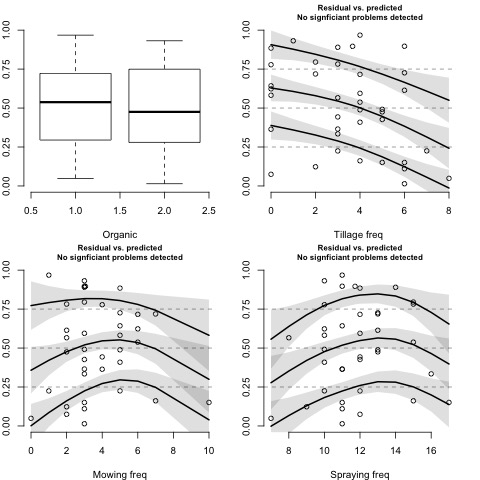 0.00 0.25 0.50 0.75 1.00
0.5 1.0 1.5 2.0 2.5
Organic
Residual vs. predicted
No signficiant problems detected
0.00 0.25 0.50 0.75 1.00
0 2 4 6 8
Tillage freq
Residual vs. predicted
No signficiant problems detected
0.00 0.25 0.50 0.75 1.00
0 2 4 6 8 10
Mowing freq
Residual vs. predicted
No signficiant problems detected
0.00 0.25 0.50 0.75 1.00
8 10 12 14 16
Spraying freq